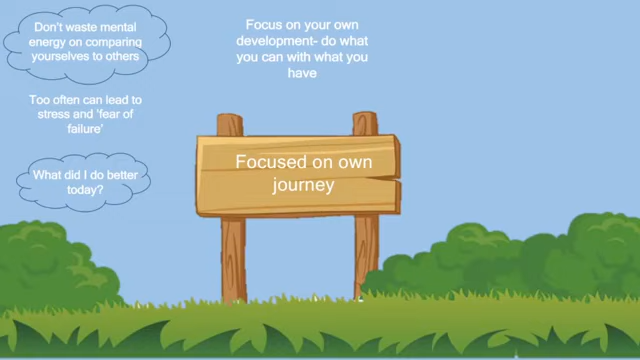 Don't waste mental
energy on comparing
yourselves to others
Too often can lead to
stress and 'fear of
failure'
What did I do better
today?
Focus on your own
development- do what
you can with what you
have
Focused on own
journey